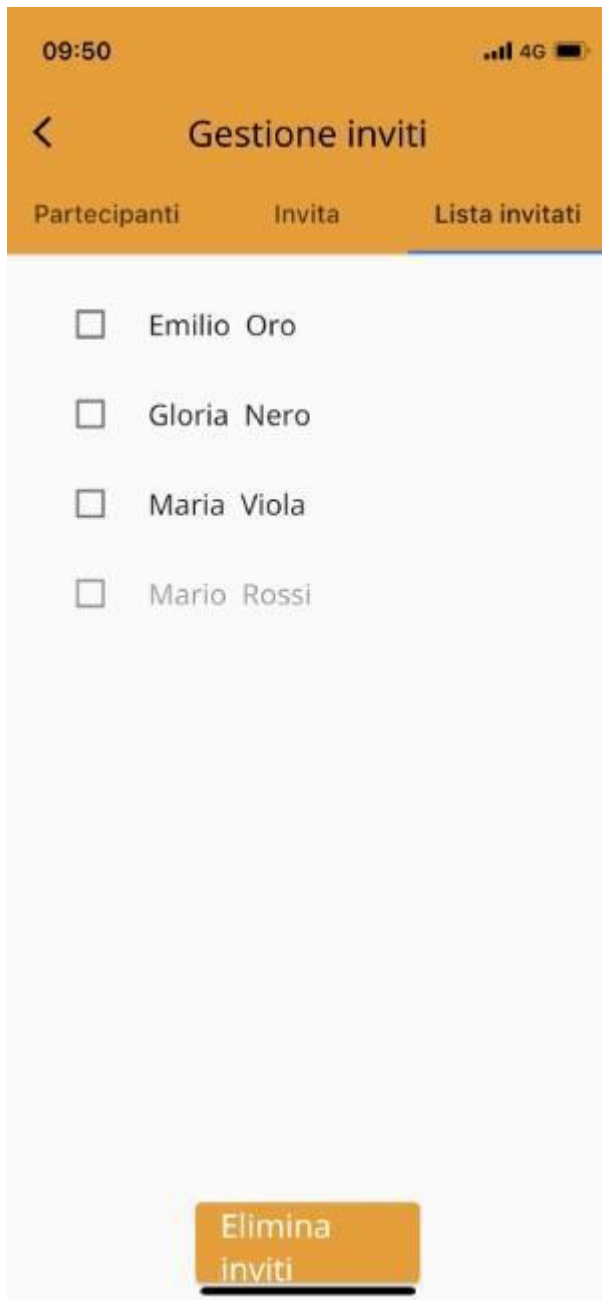 09:50 4G
Gestione inviti
Partecipanti Invita Lista invitati
Emilio Oro
Gloria Nero
Maria Viola
Mario Rossi
Elimina
inviti